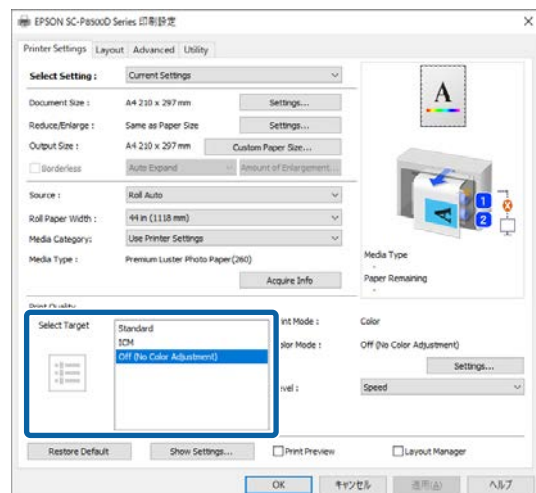 EPSON SC-P8500D Series 印刷設定
Printer Settings Layout Advanced Utility
Select Setting : Current Settings
Document Size : A4 210 x 297 mm Settings...
Reduce/Enlarge : Same as Paper Size Settings...
Output Size : A4 210 x 297 mm Custom Paper Size...
Borderless Auto Expand Amount of Enlargement...
Source : Roll Auto
Roll Paper Width : 44 in (1118 mm)
Media Category: Use Printer Settings
Media Type : Premium Luster Photo Paper(260)
Acquire Info
A
A
1
2
Media Type
-
Paper Remaining
-
Print Quality
Select Target
Standard
ICM
Off (No Color Adjustment)
int Mode : Color
olor Mode : Off (No Color Adjustment)
Settings...
evel : Speed
Restore Default Show Settings... Print Preview Layout Manager
OK キャンセル 適用(A) ヘルプ